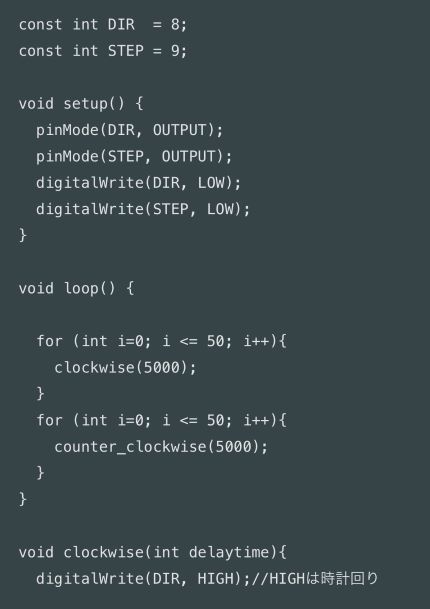 const int DIR  = 8;
const int STEP = 9;

void setup() {
  pinMode(DIR, OUTPUT);
  pinMode(STEP, OUTPUT);
  digitalWrite(DIR, LOW);
  digitalWrite(STEP, LOW);
}

void loop() {

  for (int i=0; i <= 50; i++){
    clockwise(5000);
  }
  for (int i=0; i <= 50; i++){
    counter_clockwise(5000);
  }
}

void clockwise(int delaytime){
  digitalWrite(DIR, HIGH);//HIGHは時計回り